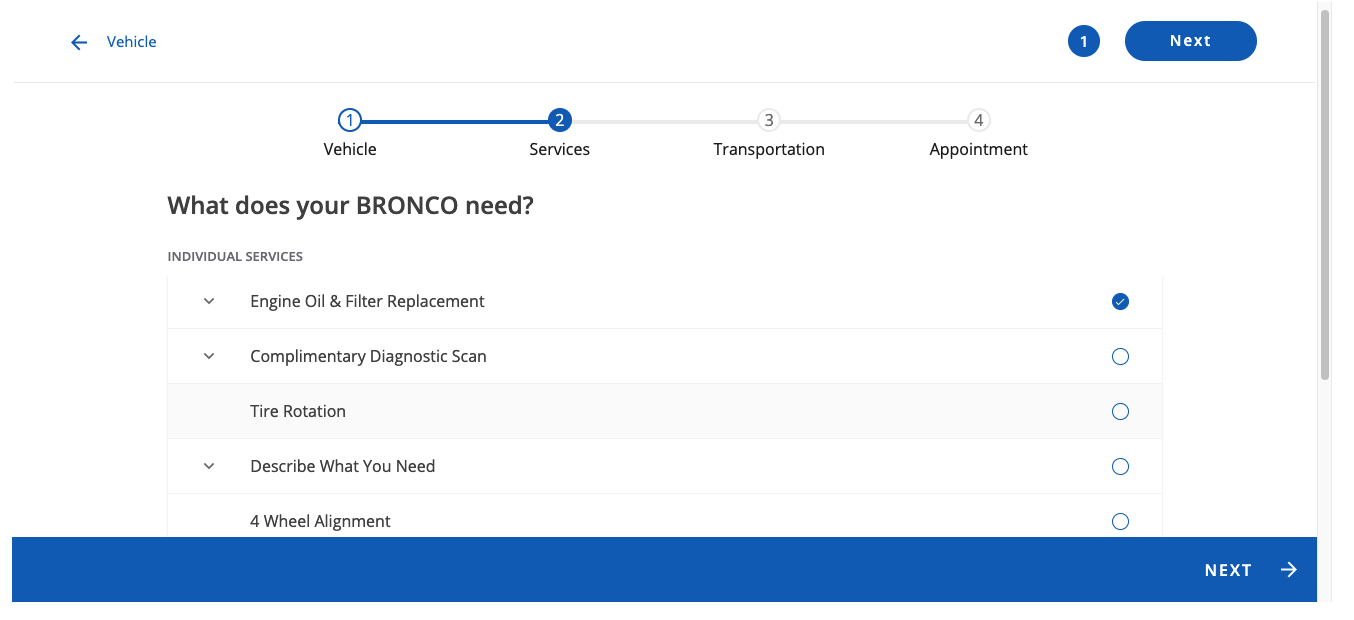 Vehicle
1
Next
1
2
3
4
Vehicle
Services
Transportation
Appointment
What does your BRONCO need?
INDIVIDUAL SERVICES
Engine Oil & Filter Replacement
Complimentary Diagnostic Scan
Tire Rotation
Describe What You Need
4 Wheel Alignment
NEXT